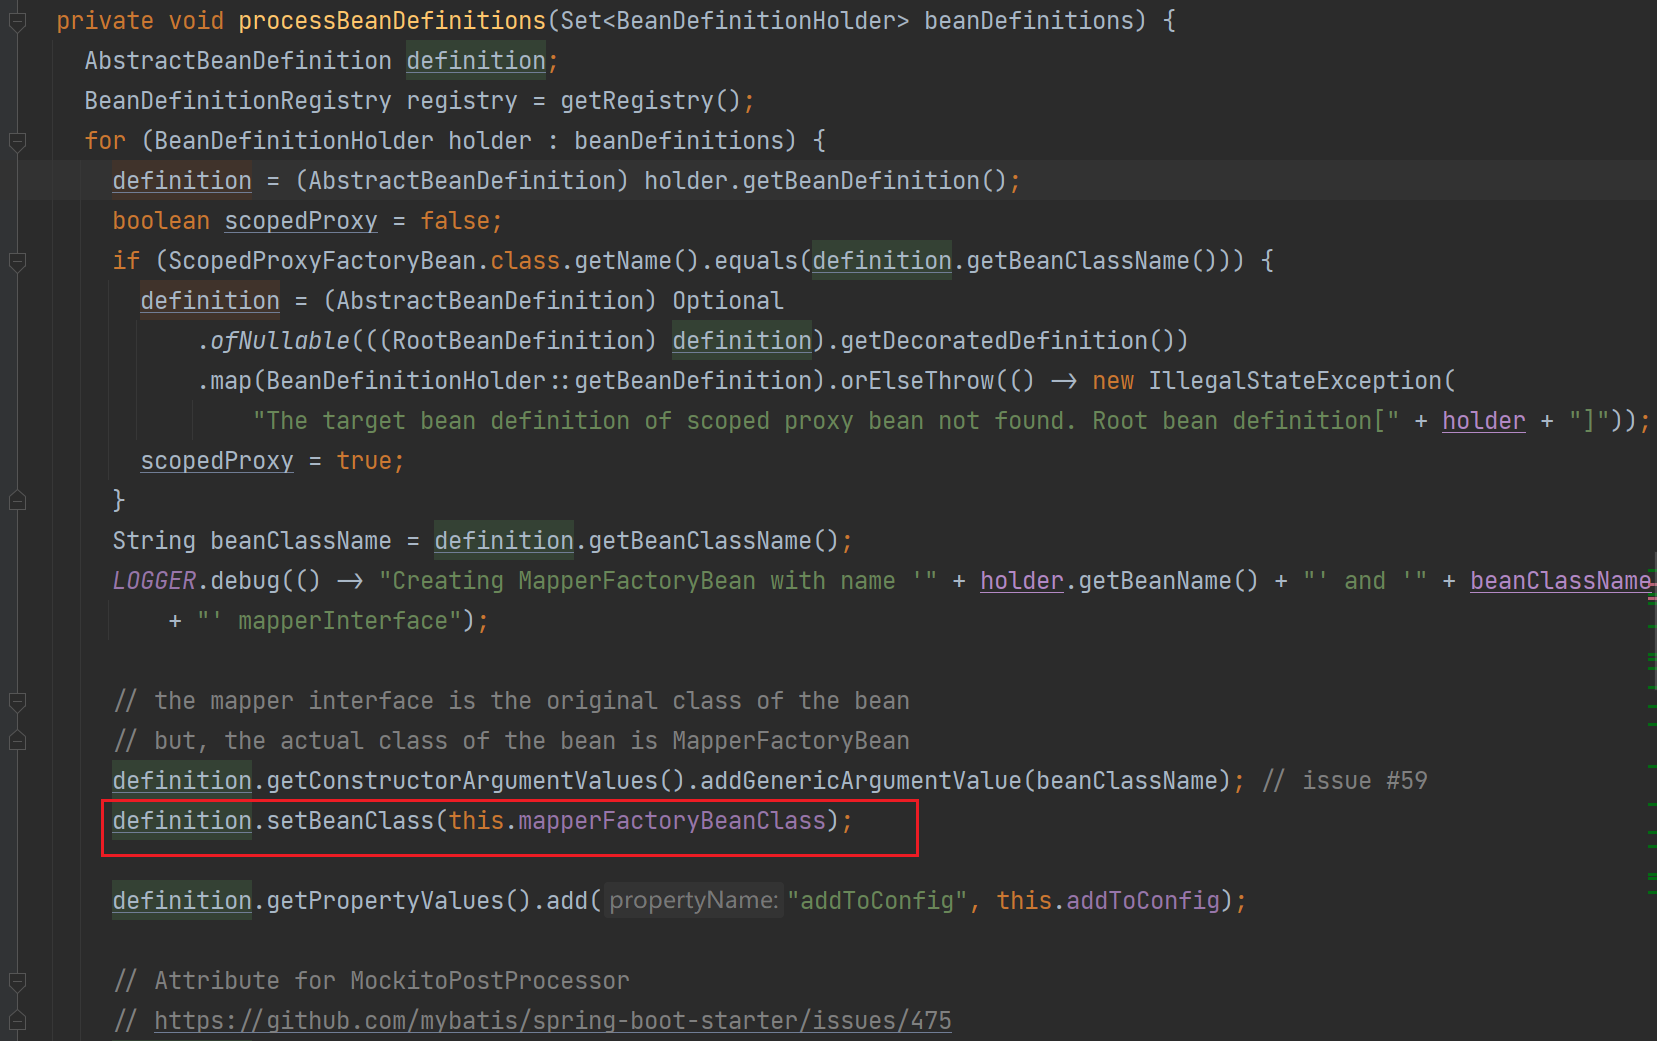 private void processBeanDefinitions(Set<BeanDefinitionHolder> beanDefinitions) {
AbstractBeanDefinition definition;
BeanDefinitionRegistry registry = getRegistry();
for (BeanDefinitionHolder holder : beanDefinitions) {
definition = (AbstractBeanDefinition) holder.getBeanDefinition();
boolean scopedProxy = false;
if (ScopedProxyFactoryBean.class.getName().equals(definition.getBeanClassName())) {
definition = (AbstractBeanDefinition) Optional
.ofNullable(((RootBeanDefinition) definition).getDecoratedDefinition())
.map(BeanDefinitionHolder::getBeanDefinition).orElseThrow(() -> new IllegalStateException(
"The target bean definition of scoped proxy bean not found. Root bean definition[" + holder + "]"));
scopedProxy = true;
}
String beanClassName = definition.getBeanClassName();
LOGGER.debug(() -> "Creating MapperFactoryBean with name '" + holder.getBeanName() + "' and '" + beanClassName
+ "' mapperInterface");
// the mapper interface is the original class of the bean
// but, the actual class of the bean is MapperFactoryBean
definition.getConstructorArgumentValues().addGenericArgumentValue(beanClassName); // issue #59
definition.setBeanClass(this.mapperFactoryBeanClass);
definition.getPropertyValues().add( propertyName: "addToConfig", this.addToConfig);
// Attribute for MockitoPostProcessor
// https://github.com/mybatis/spring-boot-starter/issues/475